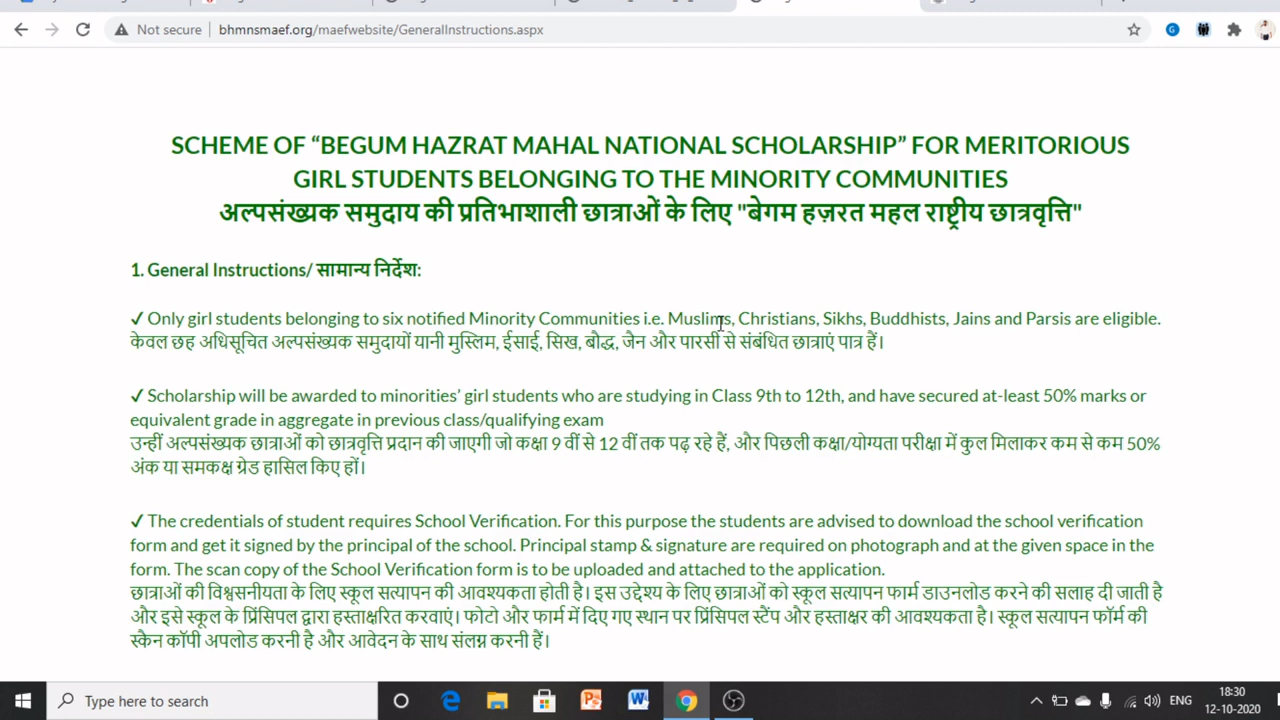 Not secure
bhmnsmaef.org/maefwebsite/GeneralInstructions.aspx
SCHEME OF “BEGUM HAZRAT MAHAL NATIONAL SCHOLARSHIP” FOR MERITORIOUS
GIRL STUDENTS BELONGING TO THE MINORITY COMMUNITIES
अल्पसंख्यक समुदाय की प्रतिभाशाली छात्राओं के लिए "बेगम हज़रत महल राष्ट्रीय छात्रवृत्ति"
1. General Instructions/ सामान्य निर्देश:
✓ Only girl students belonging to six notified Minority Communities i.e. Muslims, Christians, Sikhs, Buddhists, Jains and Parsis are eligible.
केवल छह अधिसूचित अल्पसंख्यक समुदायों यानी मुस्लिम, ईसाई, सिख, बौद्ध, जैन और पारसी से संबंधित छात्राएं पात्र हैं।
✓ Scholarship will be awarded to minorities’ girl students who are studying in Class 9th to 12th, and have secured at-least 50% marks or
equivalent grade in aggregate in previous class/qualifying exam
उन्हीं अल्पसंख्यक छात्राओं को छात्रवृत्ति प्रदान की जाएगी जो कक्षा 9 वीं से 12 वीं तक पढ़ रहे हैं, और पिछली कक्षा/योग्यता परीक्षा में कुल मिलाकर कम से कम 50%
अंक या समकक्ष ग्रेड हासिल किए हों।
✓ The credentials of student requires School Verification. For this purpose the students are advised to download the school verification
form and get it signed by the principal of the school. Principal stamp & signature are required on photograph and at the given space in the
form. The scan copy of the School Verification form is to be uploaded and attached to the application.
छात्राओं की विश्वसनीयता के लिए स्कूल सत्यापन की आवश्यकता होती है। इस उद्देश्य के लिए छात्राओं को स्कूल सत्यापन फार्म डाउनलोड करने की सलाह दी जाती है
और इसे स्कूल के प्रिंसिपल द्वारा हस्ताक्षरित करवाएं। फोटो और फार्म में दिए गए स्थान पर प्रिंसिपल स्टैंप और हस्ताक्षर की आवश्यकता है। स्कूल सत्यापन फॉर्म की
स्कैन कॉपी अपलोड करनी है और आवेदन के साथ संलग्न करनी हैं।
Type here to search
ENG
18:30
12-10-2020